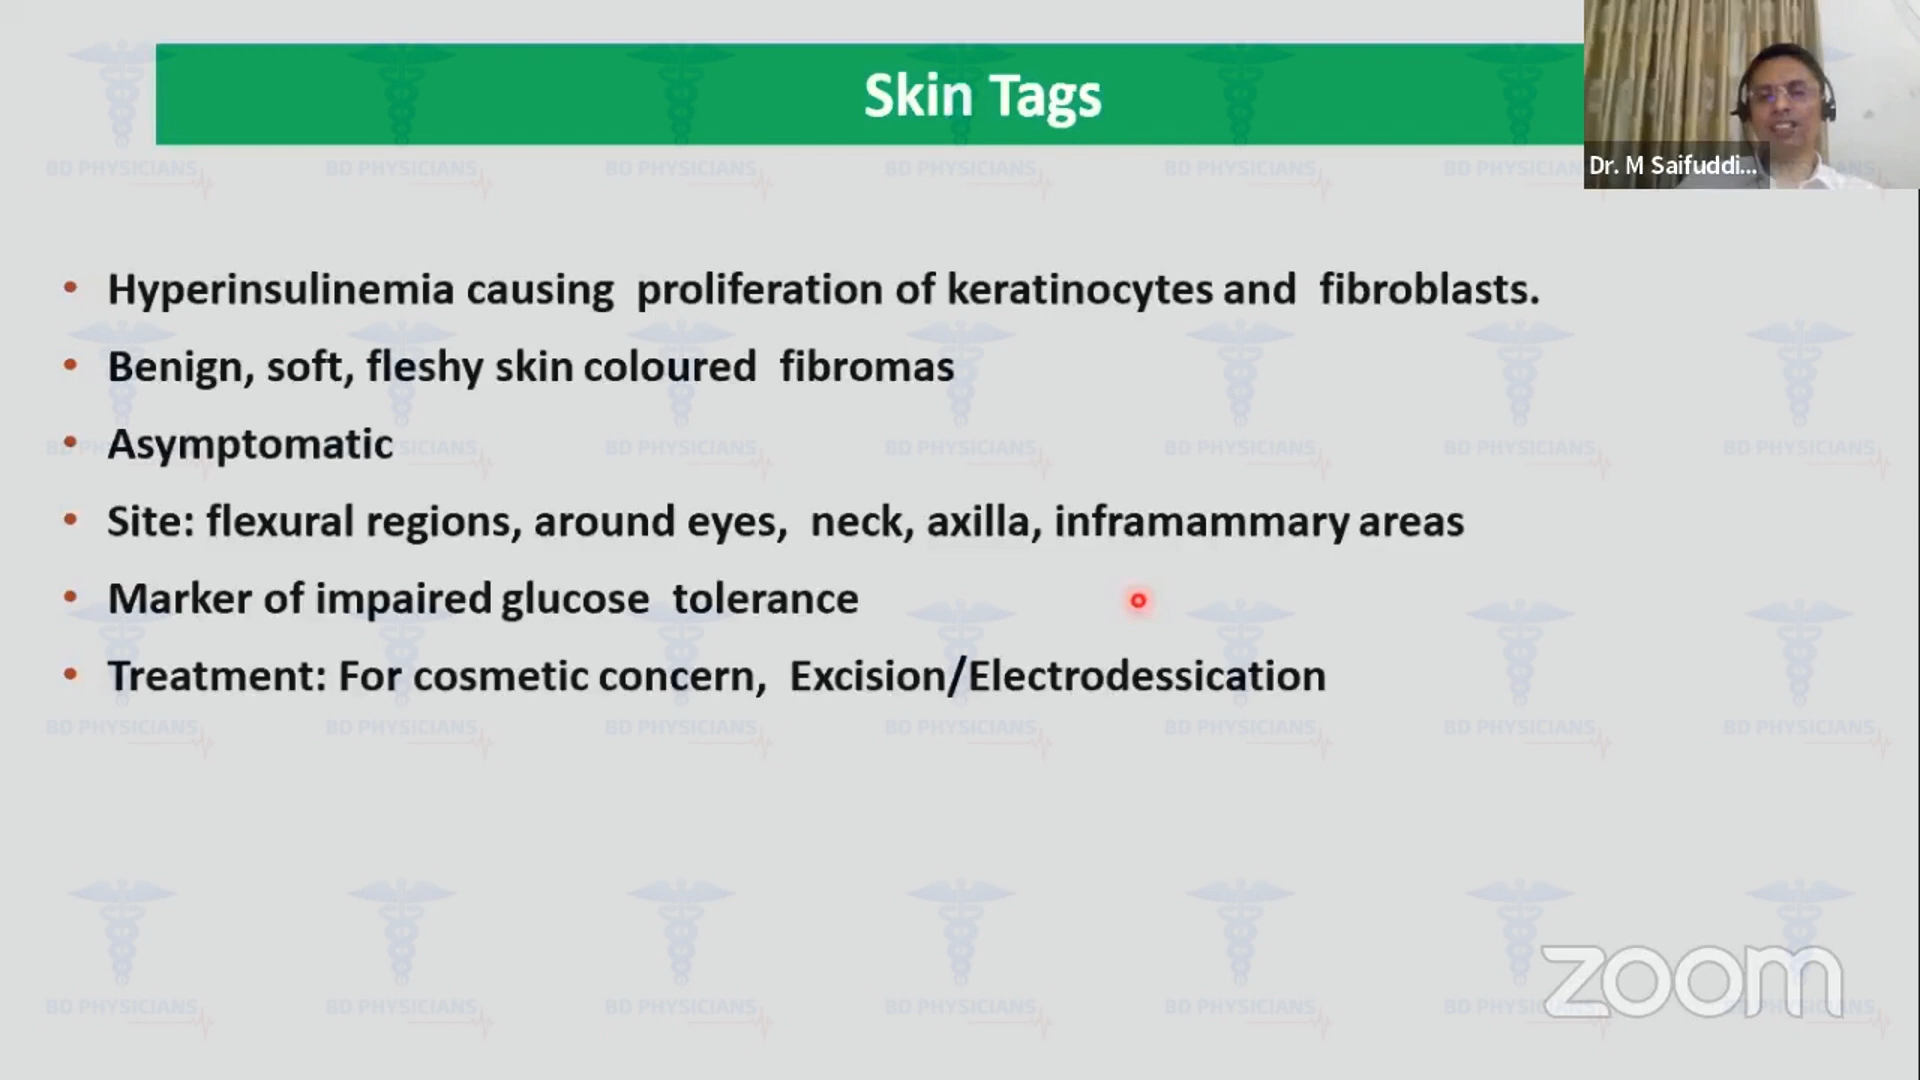 Skin Tags
Dr. M Saifuddi...
• Hyperinsulinemia causing proliferation of keratinocytes and fibroblasts.
• Benign, soft, fleshy skin coloured fibromas
• Asymptomatic
• Site: flexural regions, around eyes, neck, axilla, inframammary areas
• Marker of impaired glucose tolerance
• Treatment: For cosmetic concern, Excision/Electrodessication
BD PHYSICIANS
zoom